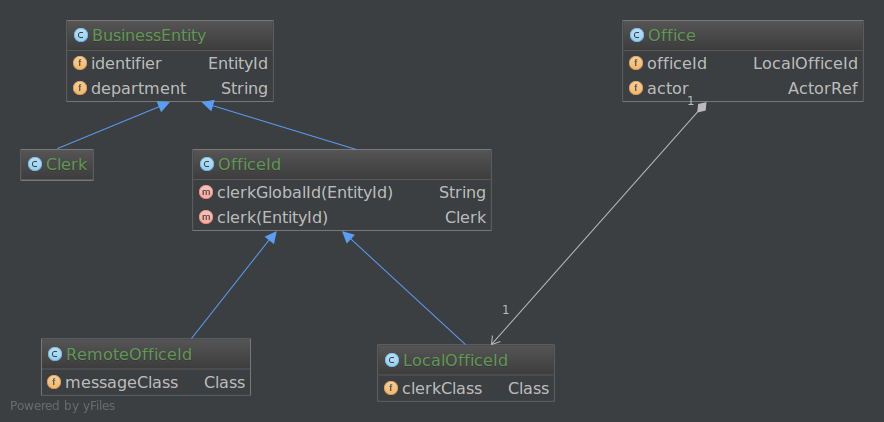 BusinessEntity
identifier EntityId
department String
Office
officeId LocalOfficeId
actor ActorRef
1
Clerk
OfficeId
clerkGlobalId(EntityId) String
clerk(EntityId) Clerk
1
RemoteOfficeId
messageClass Class
LocalOfficeId
clerkClass Class
Powered by yFiles